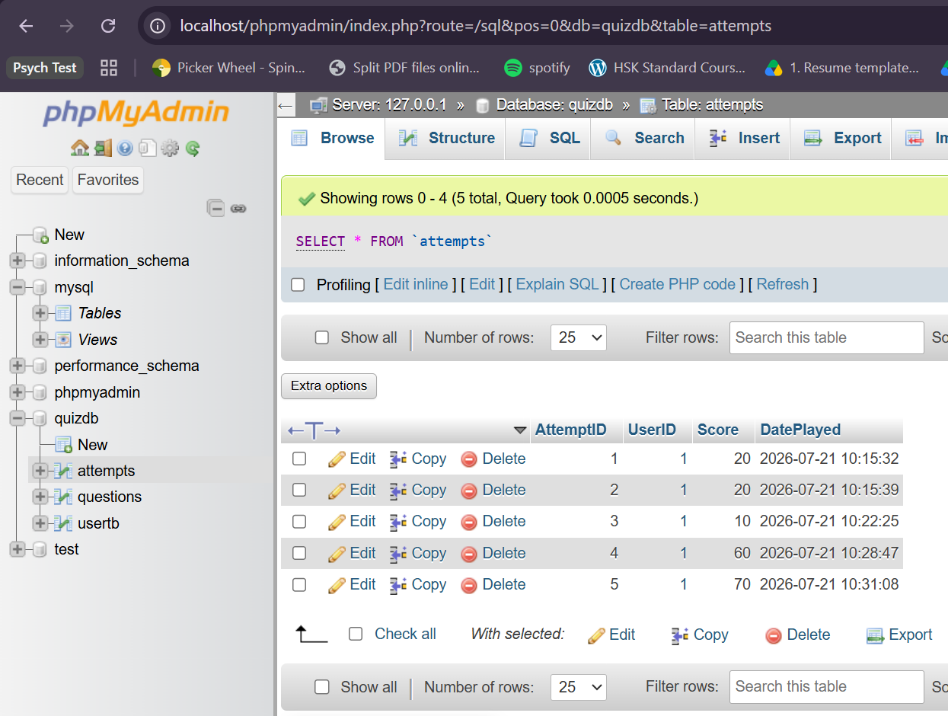 localhost/phpmyadmin/index.php?route=/sql&pos=0&db=quizdb&table=attempts
Psych Test Picker Wheel - Spin... Split PDF files onlin... spotify HSK Standard Cours... 1. Resume template...
phpMyAdmin
Recent Favorites
New
information_schema
mysql
Tables
Views
performance_schema
phpmyadmin
quizdb
New
attempts
questions
usertb
test
Server: 127.0.0.1 » Database: quizdb » Table: attempts
Browse Structure SQL Search Insert Export Im
Showing rows 0 - 4 (5 total, Query took 0.0005 seconds.)
SELECT * FROM `attempts`
Profiling [ Edit inline ] [ Edit ] [ Explain SQL ] [ Create PHP code ] [ Refresh ]
Show all | Number of rows: 25 Filter rows: Search this table
Extra options
←T→ AttemptID UserID Score DatePlayed
Edit Copy Delete 1 1 20 2026-07-21 10:15:32
Edit Copy Delete 2 1 20 2026-07-21 10:15:39
Edit Copy Delete 3 1 10 2026-07-21 10:22:25
Edit Copy Delete 4 1 60 2026-07-21 10:28:47
Edit Copy Delete 5 1 70 2026-07-21 10:31:08
Check all With selected: Edit Copy Delete Export
Show all | Number of rows: 25 Filter rows: Search this table